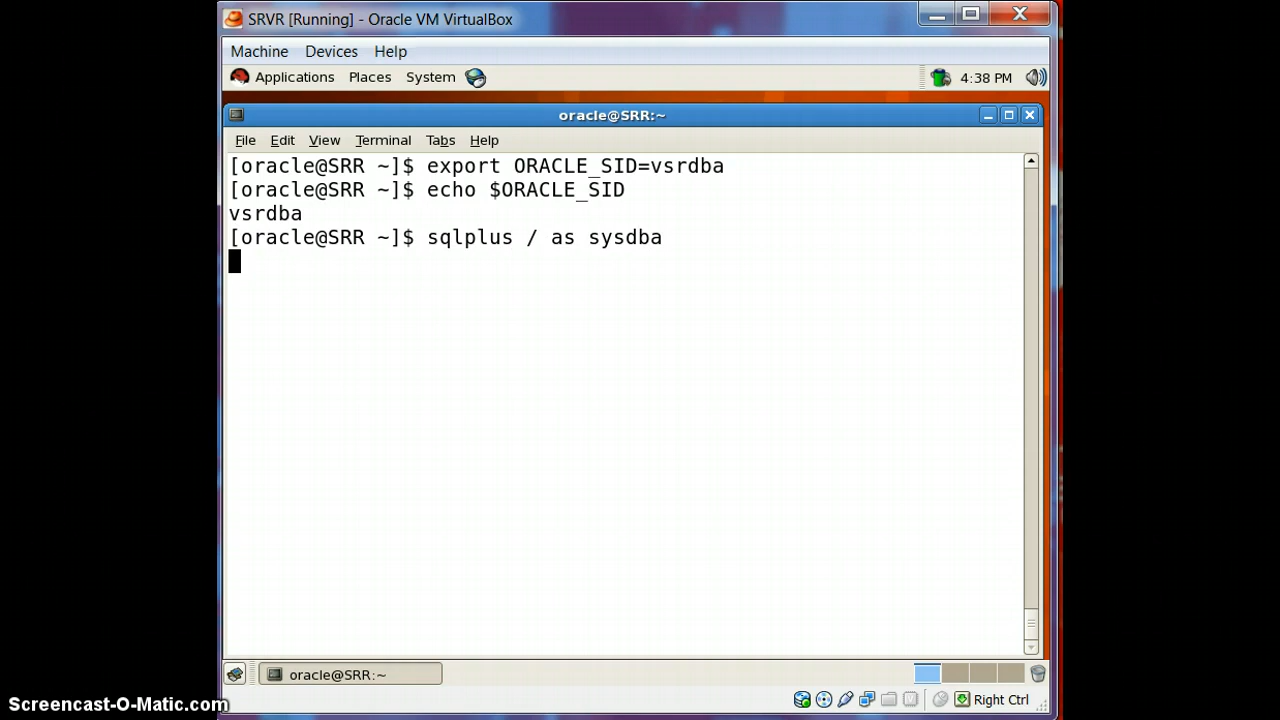 SRVR [Running] - Oracle VM VirtualBox
Machine Devices Help
Applications Places System 4:38 PM
oracle@SRR:~
File Edit View Terminal Tabs Help
[oracle@SRR ~]$ export ORACLE_SID=vsrdba
[oracle@SRR ~]$ echo $ORACLE_SID
vsrdba
[oracle@SRR ~]$ sqlplus / as sysdba
oracle@SRR:~
Right Ctrl
Screencast-O-Matic.com